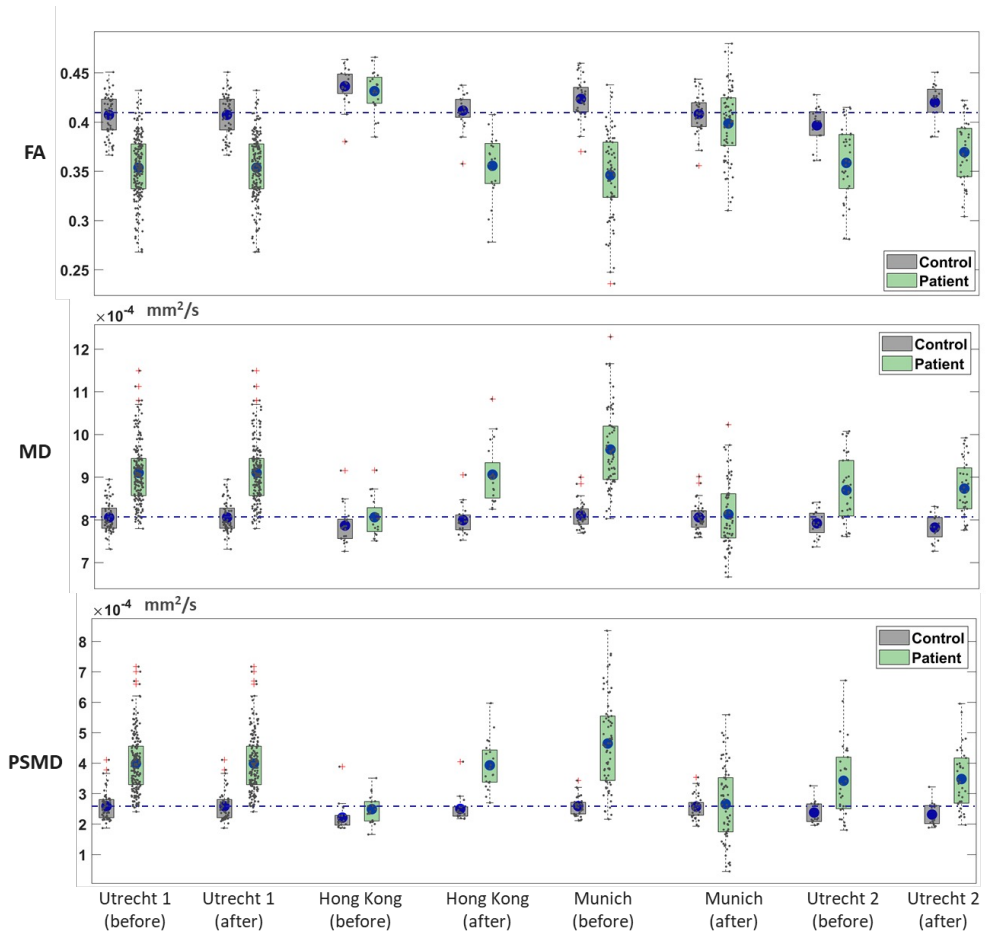 FA
0.45
0.4
0.35
0.3
0.25
Control
Patient
×10⁻⁴ mm²/s
MD
12
11
10
9
8
7
Control
Patient
×10⁻⁴ mm²/s
PSMD
8
7
6
5
4
3
2
1
Control
Patient
Utrecht 1 Utrecht 1 Hong Kong Hong Kong Munich Munich Utrecht 2 Utrecht 2
(before) (after) (before) (after) (before) (after) (before) (after)